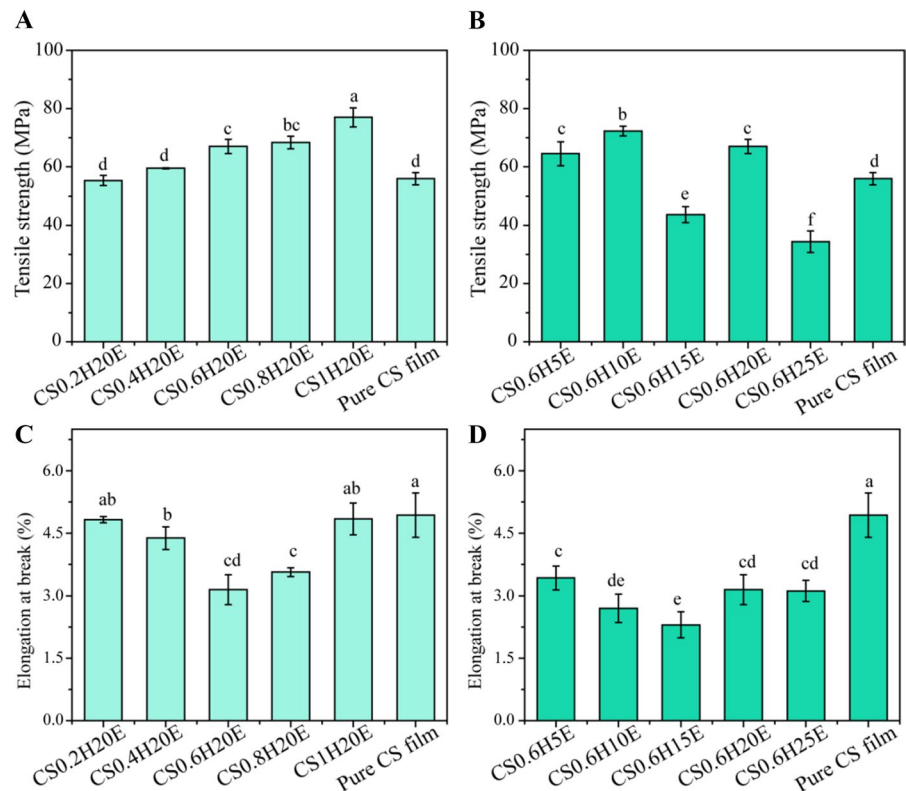 A
Tensile strength (MPa)
100
80
60
40
20
0
d
d
c
bc
a
d
CS0.2H20E
CS0.4H20E
CS0.6H20E
CS0.8H20E
CS1H20E
Pure CS film
B
Tensile strength (MPa)
100
80
60
40
20
0
c
b
e
c
f
d
CS0.6H5E
CS0.6H10E
CS0.6H15E
CS0.6H20E
CS0.6H25E
Pure CS film
C
Elongation at break (%)
6.0
4.5
3.0
1.5
0.0
ab
b
cd
c
ab
a
CS0.2H20E
CS0.4H20E
CS0.6H20E
CS0.8H20E
CS1H20E
Pure CS film
D
Elongation at break (%)
6.0
4.5
3.0
1.5
0.0
c
de
e
cd
cd
a
CS0.6H5E
CS0.6H10E
CS0.6H15E
CS0.6H20E
CS0.6H25E
Pure CS film